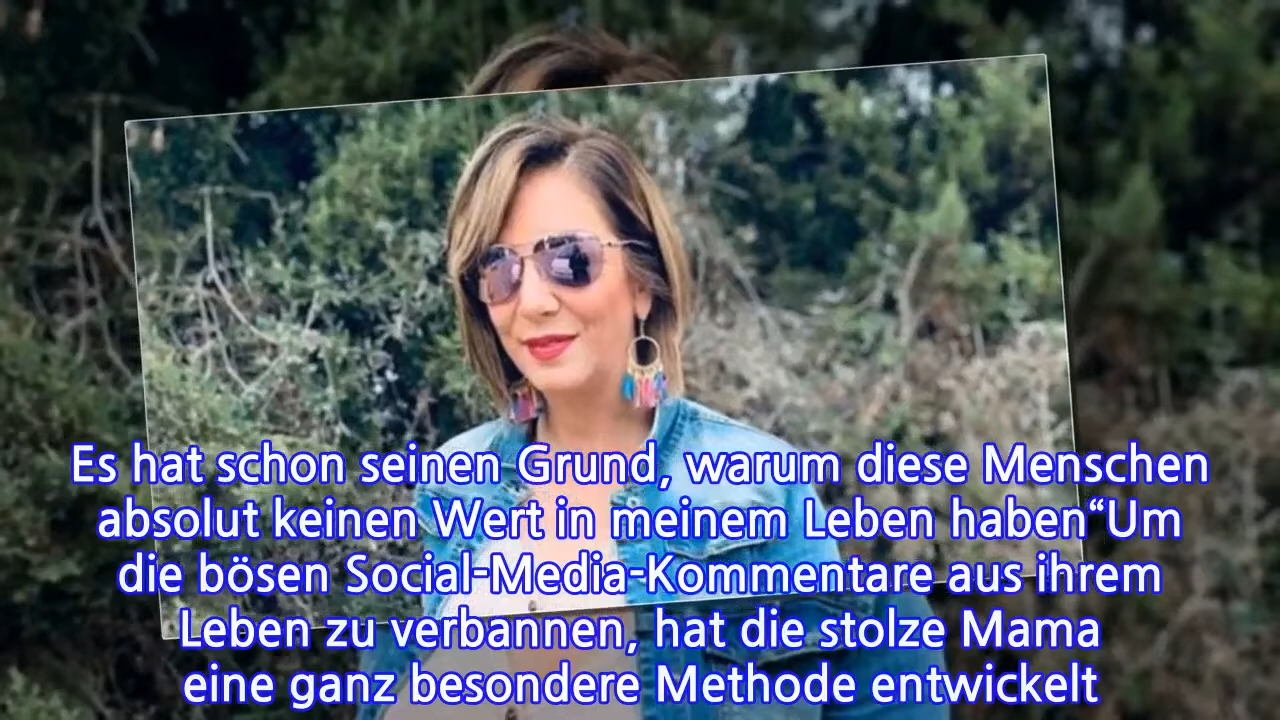 Es hat schon seinen Grund, warum diese Menschen
absolut keinen Wert in meinem Leben haben“Um
die bösen Social-Media-Kommentare aus ihrem
Leben zu verbannen, hat die stolze Mama
eine ganz besondere Methode entwickelt